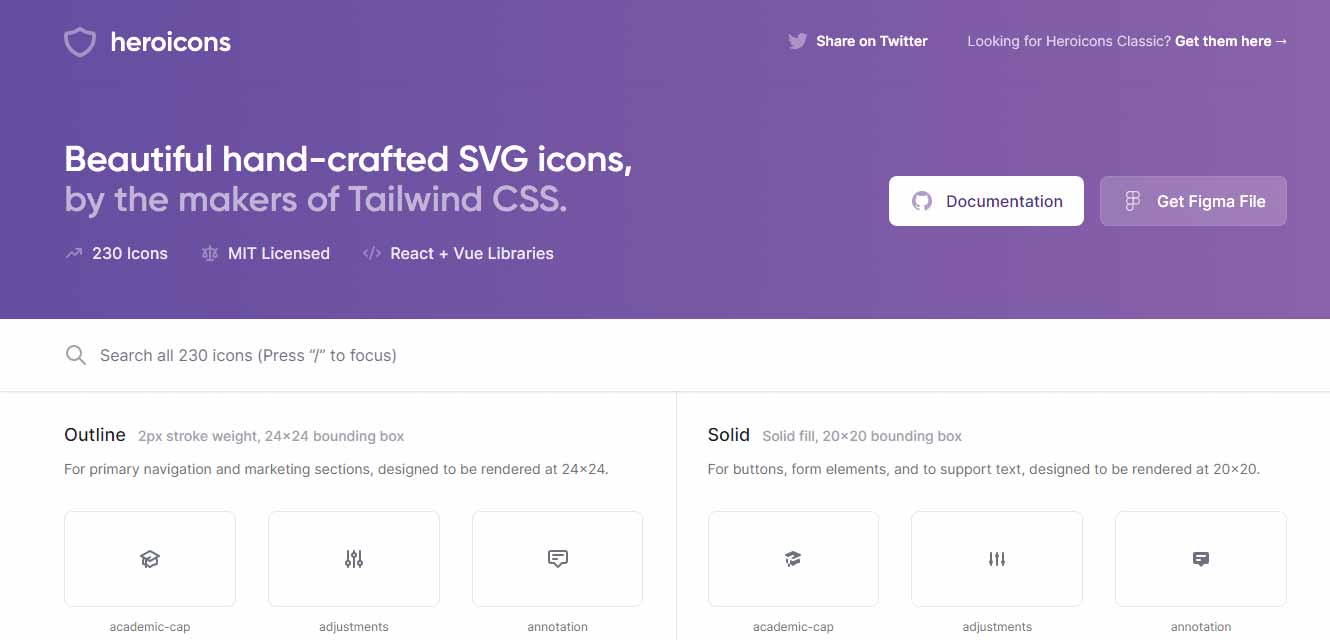 heroicons
Share on Twitter
Looking for Heroicons Classic? Get them here →
Beautiful hand-crafted SVG icons,
by the makers of Tailwind CSS.
230 Icons
MIT Licensed
React + Vue Libraries
Documentation
Get Figma File
Search all 230 icons (Press “/” to focus)
Outline 2px stroke weight, 24×24 bounding box
For primary navigation and marketing sections, designed to be rendered at 24×24.
academic-cap
adjustments
annotation
Solid Solid fill, 20×20 bounding box
For buttons, form elements, and to support text, designed to be rendered at 20×20.
academic-cap
adjustments
annotation